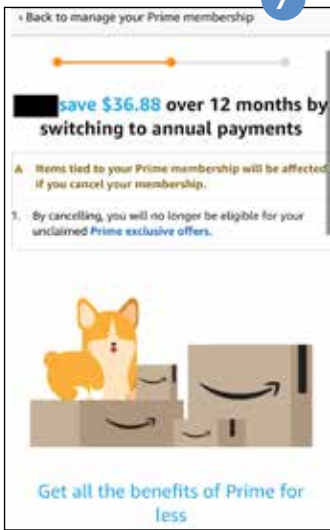 7
‹ Back to manage your Prime membership
save $36.88 over 12 months by
switching to annual payments
Items tied to your Prime membership will be affected
if you cancel your membership.
1. By cancelling, you will no longer be eligible for your
unclaimed Prime exclusive offers.
Get all the benefits of Prime for
less